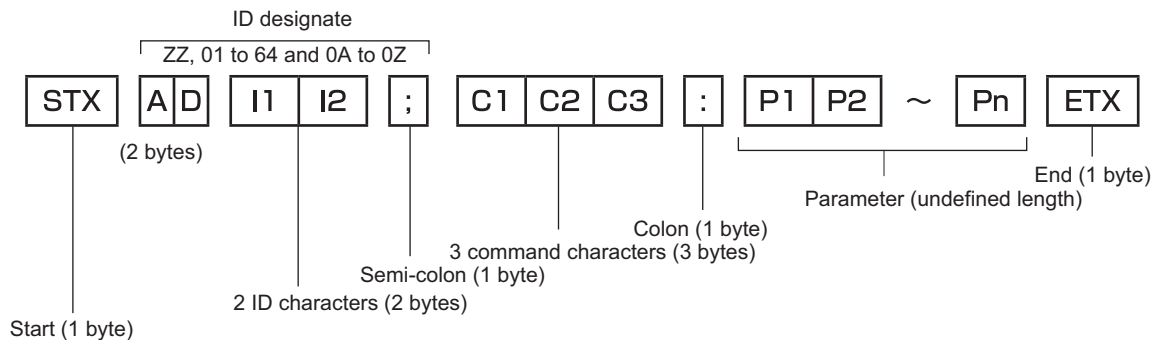 ID designate
ZZ, 01 to 64 and 0A to 0Z
STX A D I1 I2 ; C1 C2 C3 : P1 P2 ~ Pn ETX
(2 bytes)
End (1 byte)
Parameter (undefined length)
Colon (1 byte)
3 command characters (3 bytes)
Semi-colon (1 byte)
2 ID characters (2 bytes)
Start (1 byte)